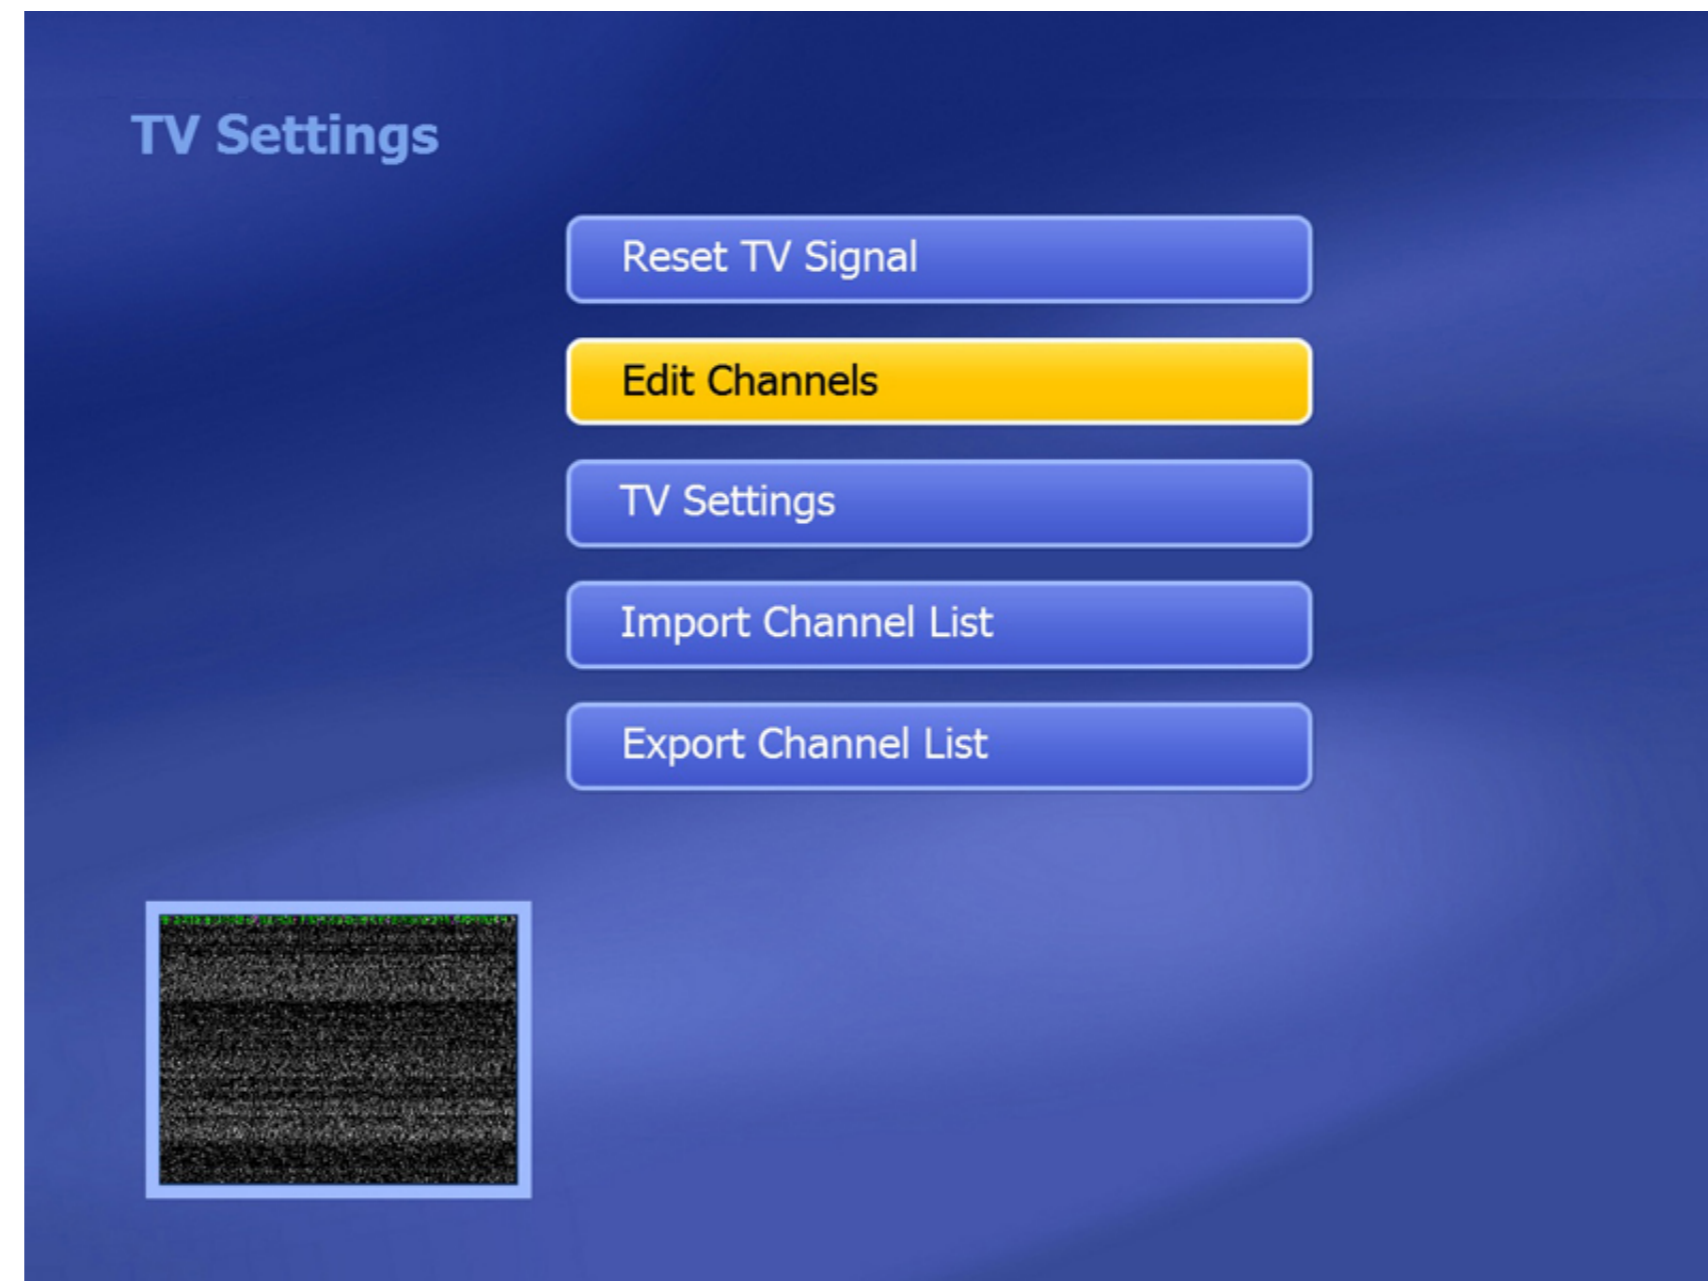 TV Settings
Reset TV Signal
Edit Channels
TV Settings
Import Channel List
Export Channel List